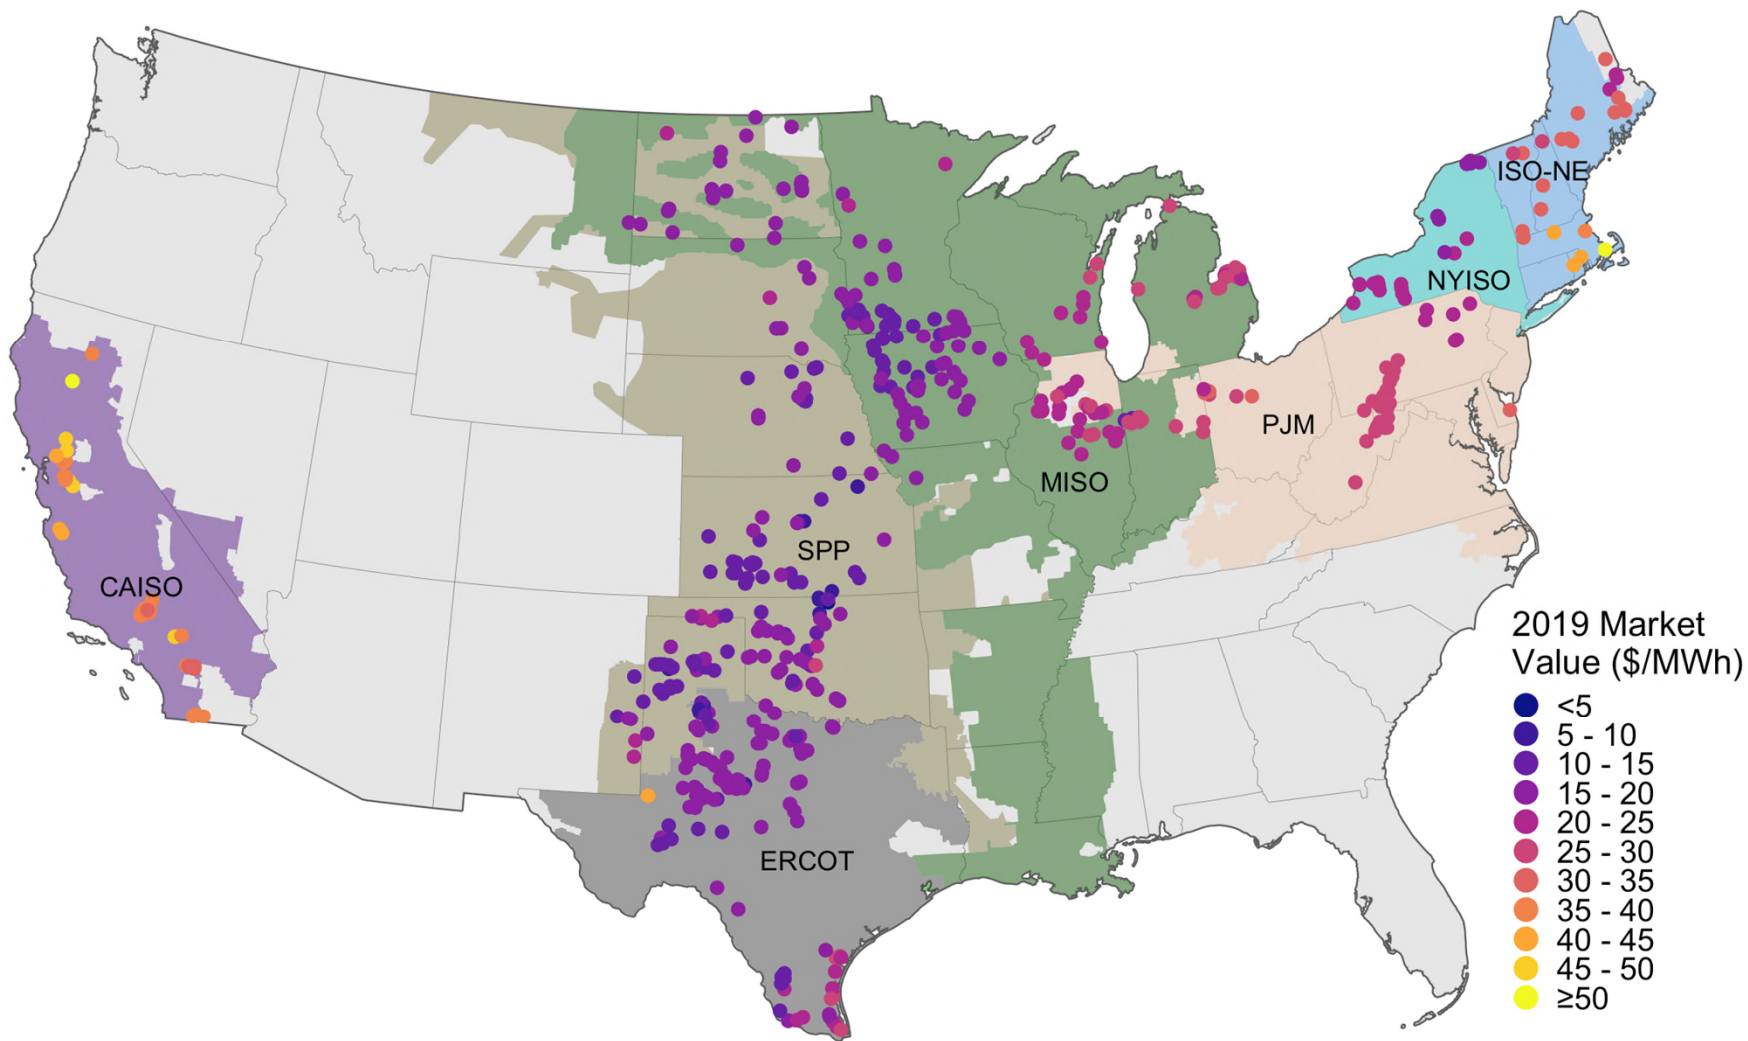 ISO-NE
NYISO
PJM
MISO
SPP
CAISO
ERCOT
2019 Market
Value ($/MWh)
<5
5 - 10
10 - 15
15 - 20
20 - 25
25 - 30
30 - 35
35 - 40
40 - 45
45 - 50
≥50